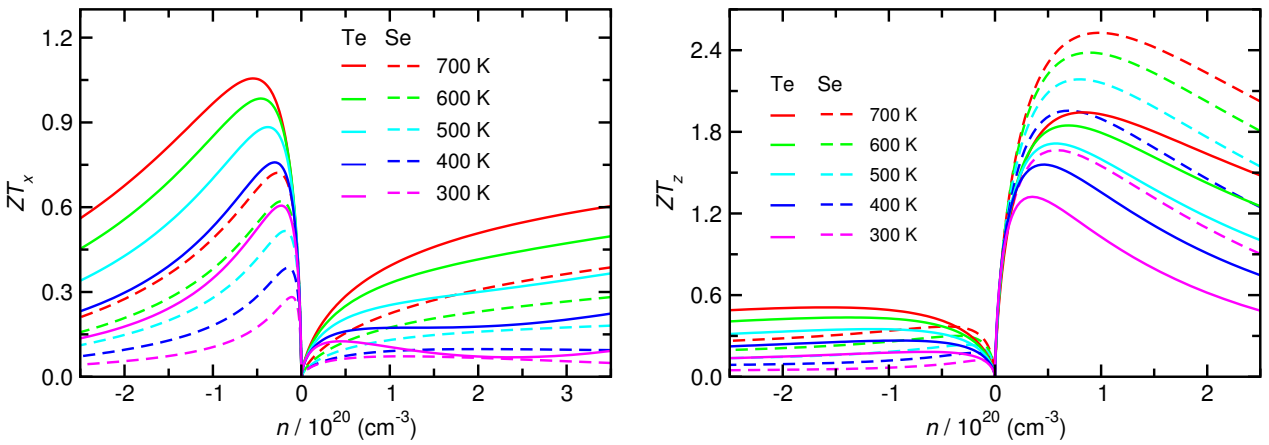 Te Se
700 K
600 K
500 K
400 K
300 K
ZT_x
1.2
0.9
0.6
0.3
0.0
-2 -1 0 1 2 3
n / 10^20 (cm^-3)
Te Se
700 K
600 K
500 K
400 K
300 K
ZT_z
2.4
1.8
1.2
0.6
0.0
-2 -1 0 1 2
n / 10^20 (cm^-3)